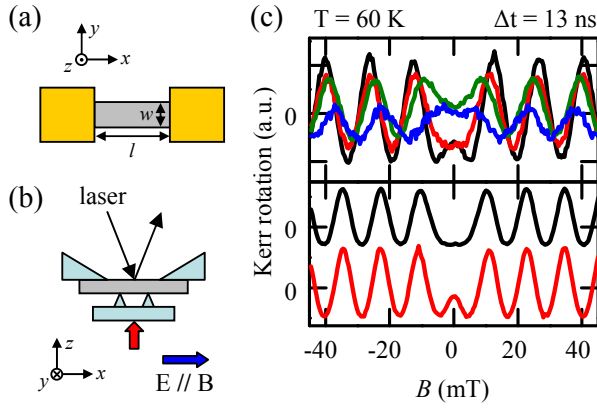 (a)
y
z
x
w
l
(b)
laser
z
y
x
E // B
(c)
T = 60 K
Δt = 13 ns
Kerr rotation (a.u.)
0
0
0
-40 -20 0 20 40
B (mT)